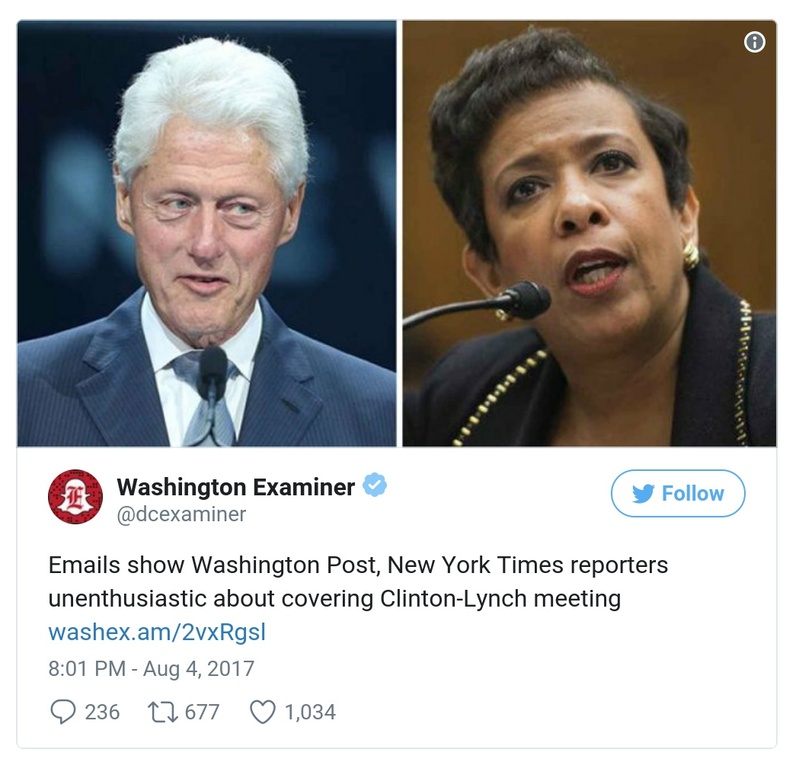 Washington Examiner
@dcexaminer
Follow
Emails show Washington Post, New York Times reporters
unenthusiastic about covering Clinton-Lynch meeting
washex.am/2vxRgsl
8:01 PM - Aug 4, 2017
236 677 1,034